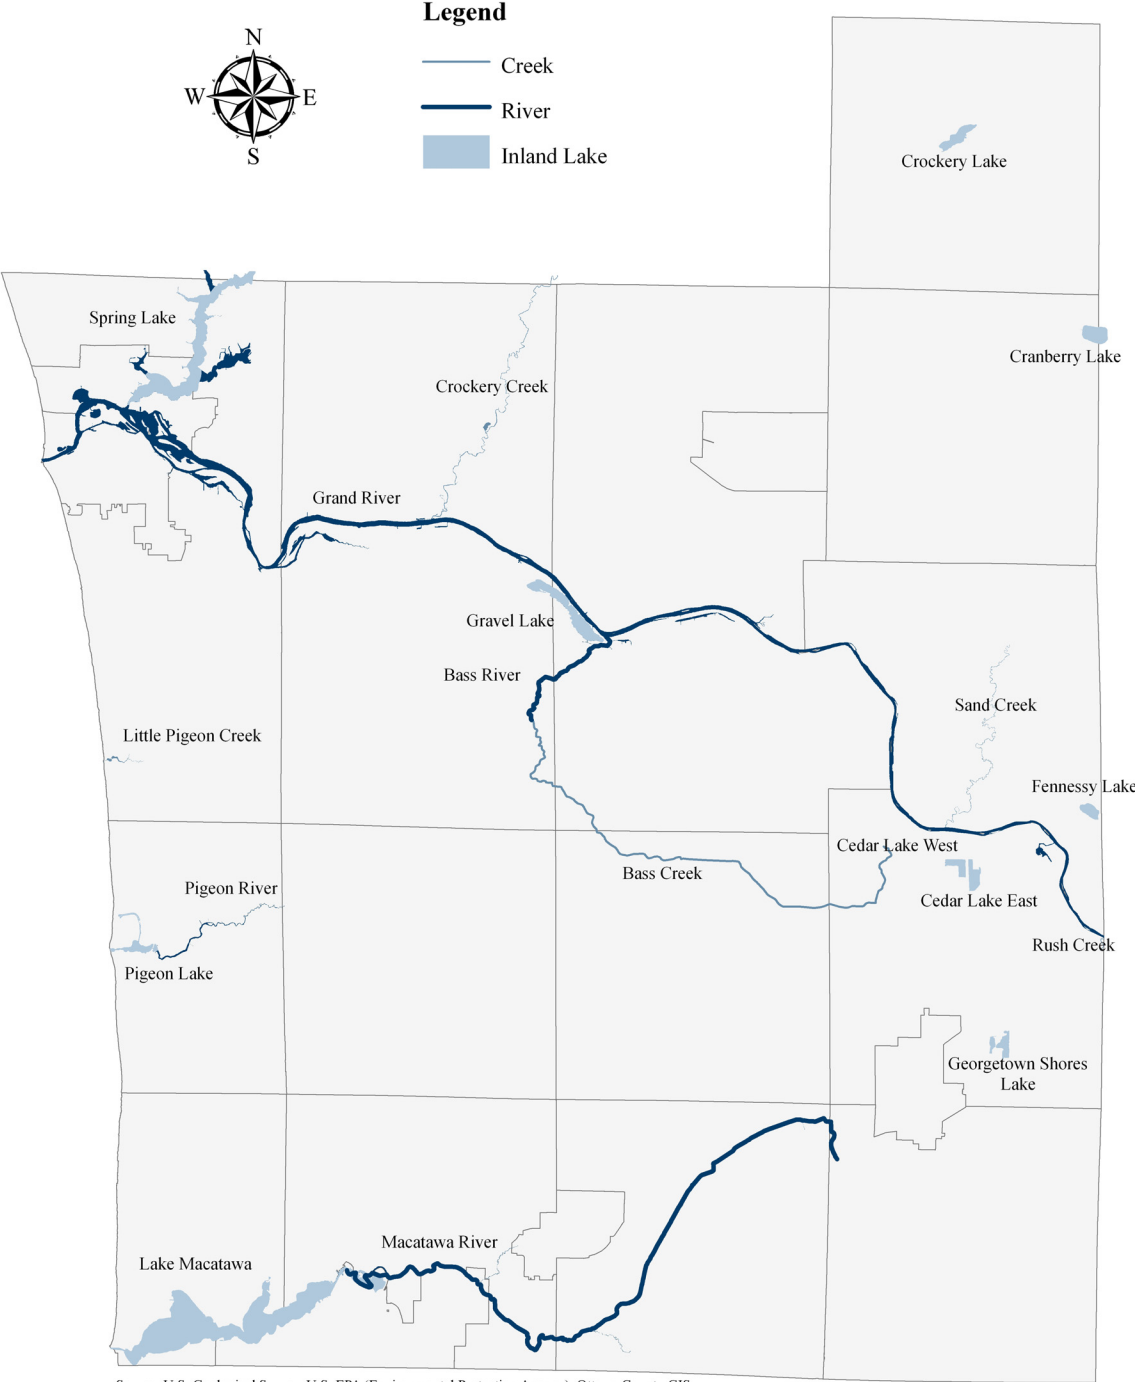 Legend
N
W E
S
Creek
River
Inland Lake
Crockery Lake
Spring Lake
Cranberry Lake
Crockery Creek
Grand River
Gravel Lake
Bass River
Sand Creek
Little Pigeon Creek
Fennessy Lake
Cedar Lake West
Bass Creek
Pigeon River
Cedar Lake East
Rush Creek
Pigeon Lake
Georgetown Shores
Lake
Macatawa River
Lake Macatawa